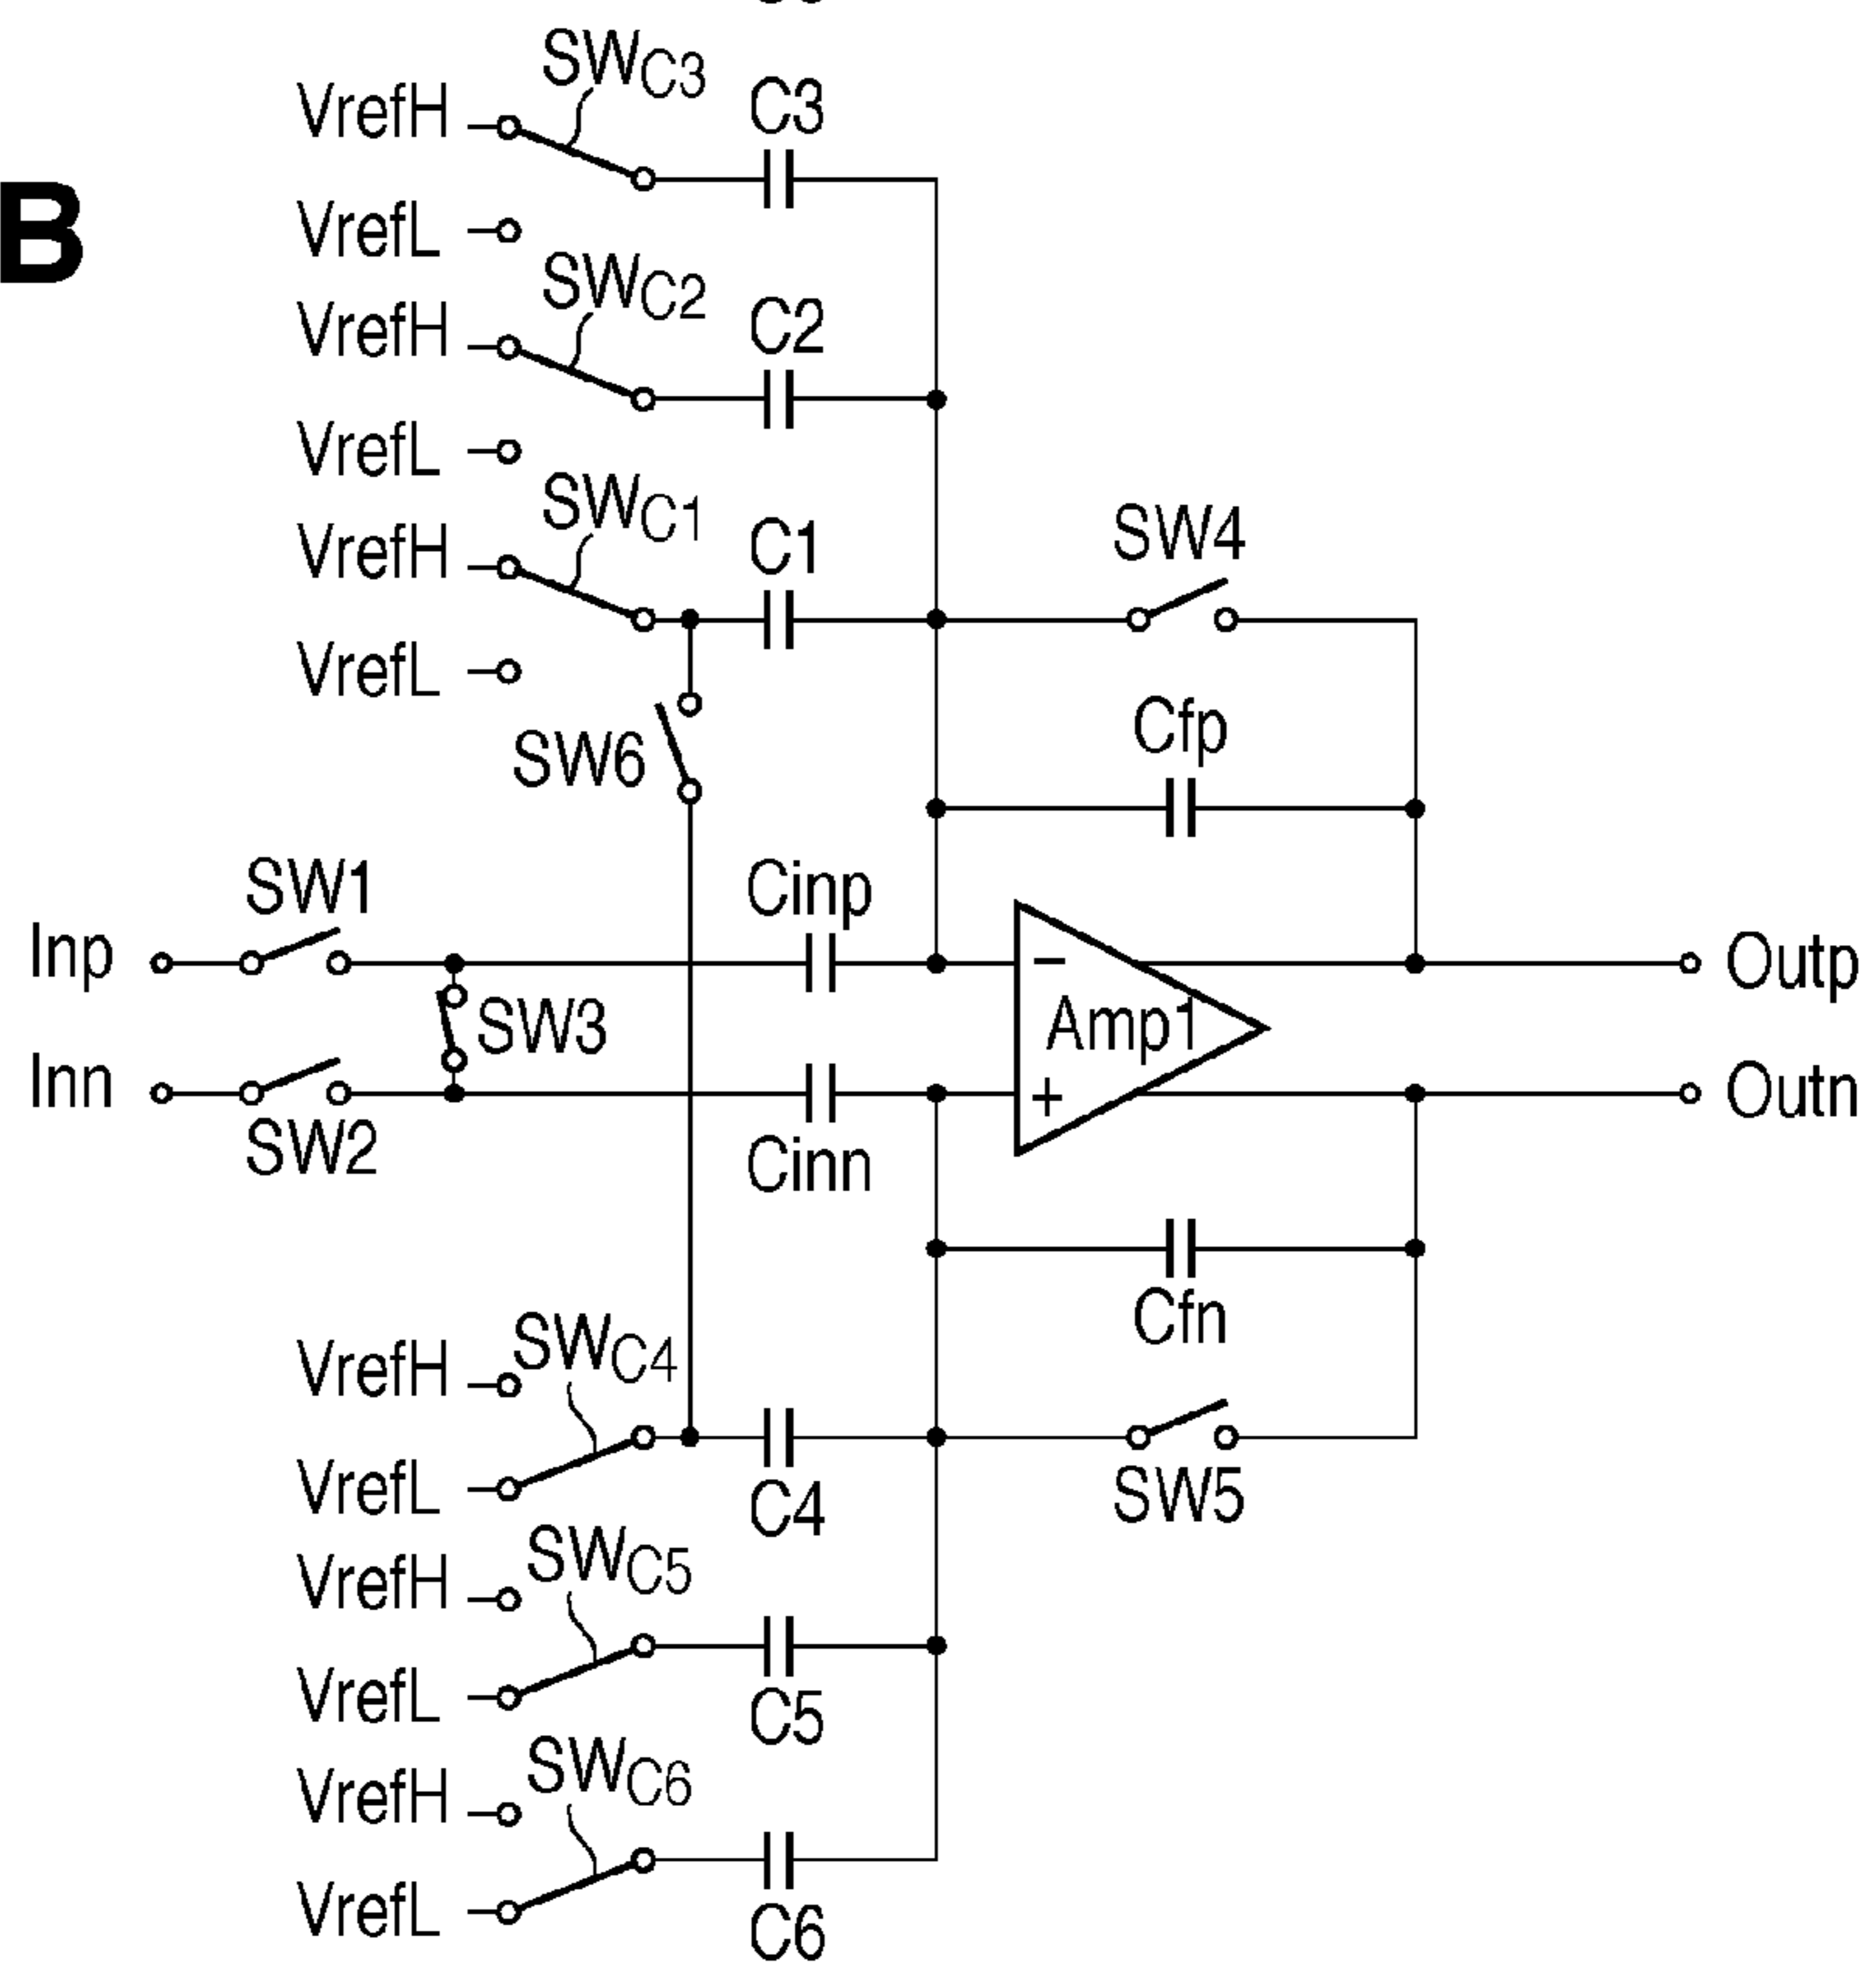 SWC3
VrefH
C3
B
VrefL
SWC2
VrefH
C2
VrefL
SWC1
VrefH
C1
SW4
VrefL
SW6
Cfp
SW1
Cinp
Inp
−
Outp
SW3
Amp1
Inn
+
Outn
SW2
Cinn
Cfn
VrefH
SWC4
VrefL
C4
SW5
VrefH
SWC5
VrefL
C5
VrefH
SWC6
VrefL
C6